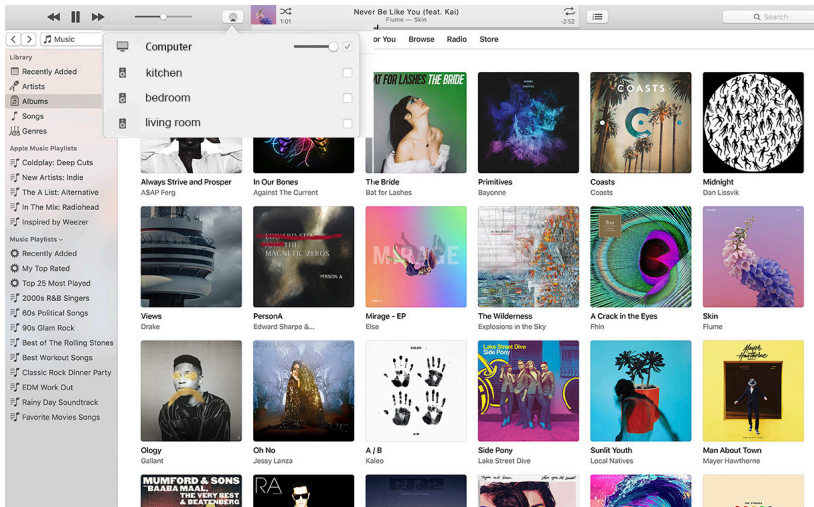 Never Be Like You (feat. Kai)
Flume — Skin
1:01
-2:52
Search
Music
or You
Browse
Radio
Store
Computer
kitchen
bedroom
living room
Library
Recently Added
Artists
Albums
Songs
Genres
Apple Music Playlists
Coldplay: Deep Cuts
New Artists: Indie
The A List: Alternative
In The Mix: Radiohead
Inspired by Weezer
Music Playlists
Recently Added
My Top Rated
Top 25 Most Played
2000s R&B Singers
60s Political Songs
90s Glam Rock
Best of The Rolling Stones
Best Workout Songs
Classic Rock Dinner Party
EDM Work Out
Rainy Day Soundtrack
Favorite Movies Songs
AT FOR LASHES THE BRIDE
COASTS
C
Always Strive and Prosper
A$AP Ferg
In Our Bones
Against The Current
The Bride
Bat for Lashes
Primitives
Bayonne
Coasts
Coasts
Midnight
Dan Lissvik
EDWARD SHARPE
AND THE
MAGNETIC ZEROS
PERSON A
MIRAGE
Fhin
Views
Drake
PersonA
Edward Sharpe &...
Mirage - EP
Else
The Wilderness
Explosions in the Sky
A Crack in the Eyes
Fhin
Skin
Flume
KALEO
A/B
Lake Street Dive
Side Pony
Mayer
Hawthorne
Ology
Gallant
Oh No
Jessy Lanza
A / B
Kaleo
Side Pony
Lake Street Dive
Sunlit Youth
Local Natives
Man About Town
Mayer Hawthorne
MUMFORD & SONS
BAABA MAAL,
THE VERY BEST
& BEATENBERG
RA